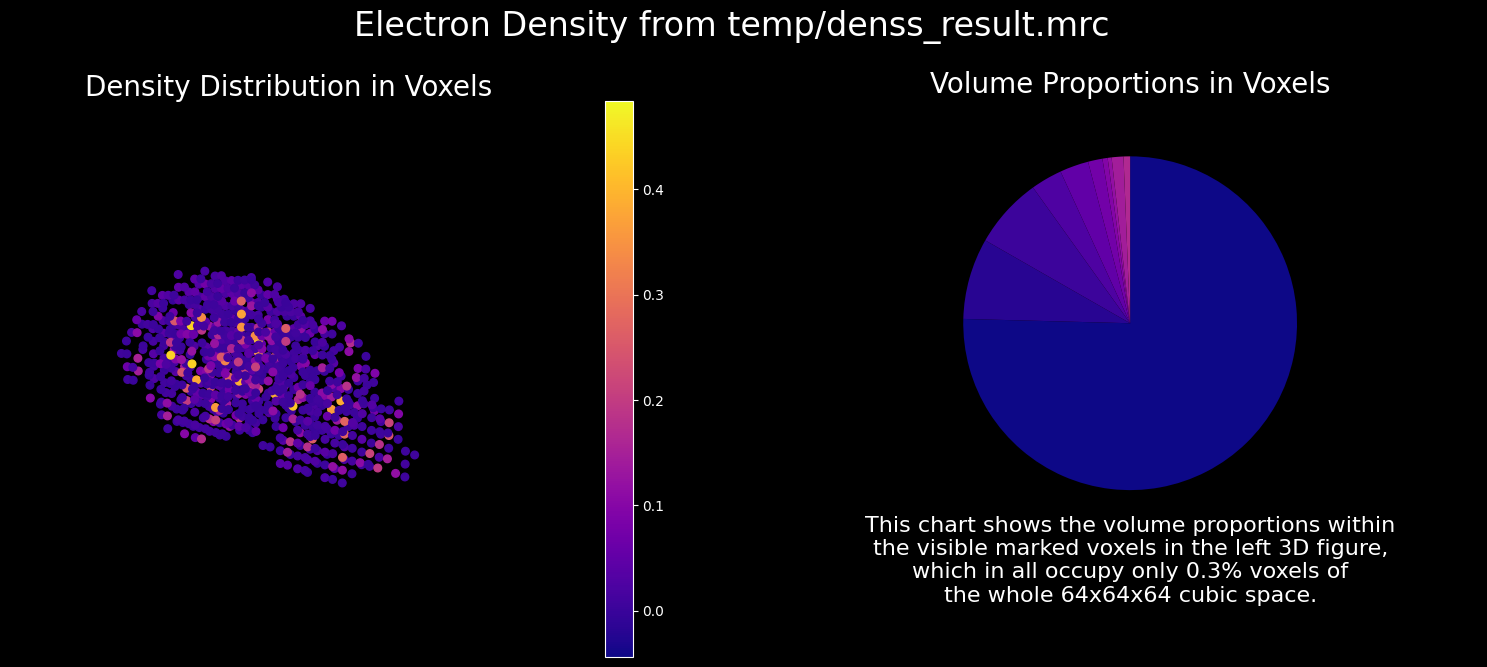 Electron Density from temp/denss_result.mrc
Density Distribution in Voxels
0.4
0.3
0.2
0.1
0.0
Volume Proportions in Voxels
This chart shows the volume proportions within
the visible marked voxels in the left 3D figure,
which in all occupy only 0.3% voxels of
the whole 64x64x64 cubic space.